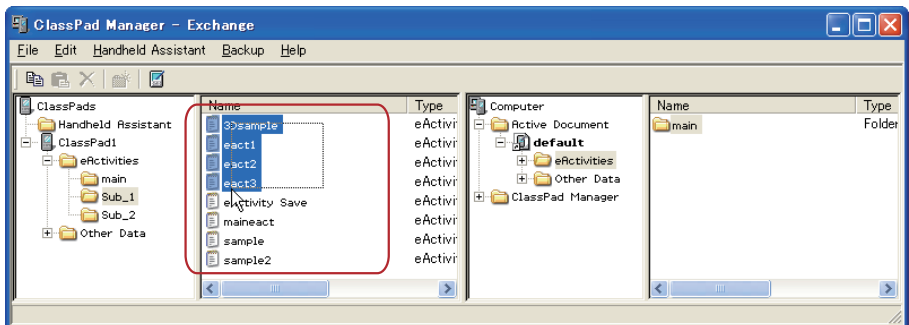 ClassPad Manager - Exchange
File Edit Handheld Assistant Backup Help
ClassPads
Handheld Assistant
ClassPad1
eActivities
main
Sub_1
Sub_2
Other Data
Name Type
3Dsample eActivi
eact1 eActivi
eact2 eActivi
eact3 eActivi
eActivity Save eActivi
maineact eActivi
sample eActivi
sample2 eActivi
Computer
Active Document
default
eActivities
Other Data
ClassPad Manager
Name Type
main Folder